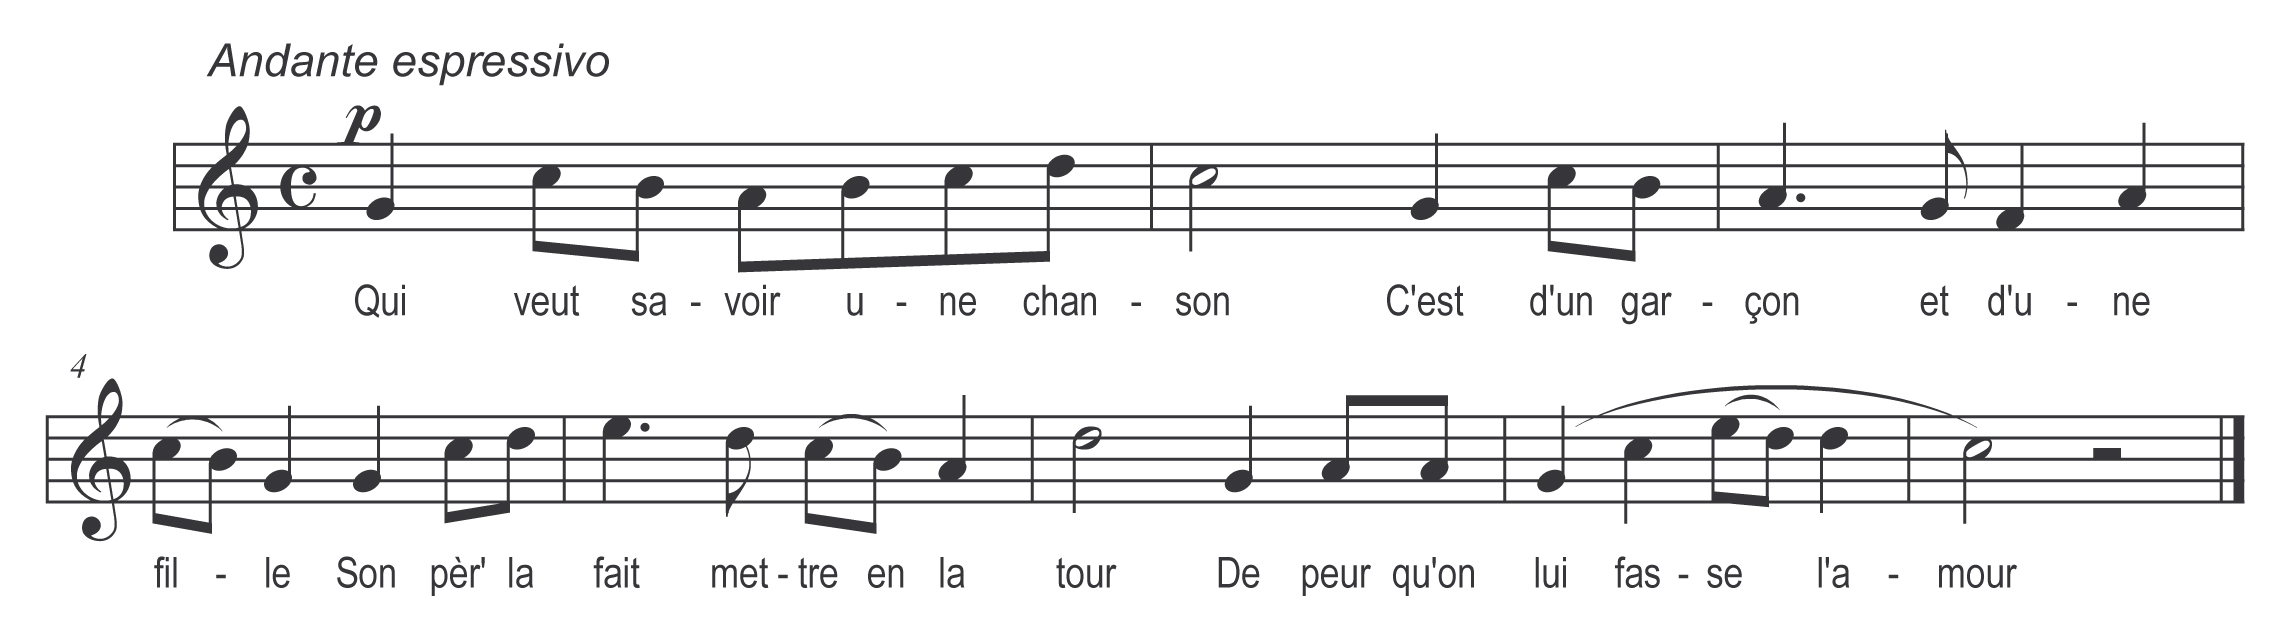 Andante espressivo
p
Qui veut sa - voir u - ne chan - son C'est d'un gar - çon et d'u - ne
4
fil - le Son pèr' la fait met - tre en la tour De peur qu'on lui fas - se l'a - mour